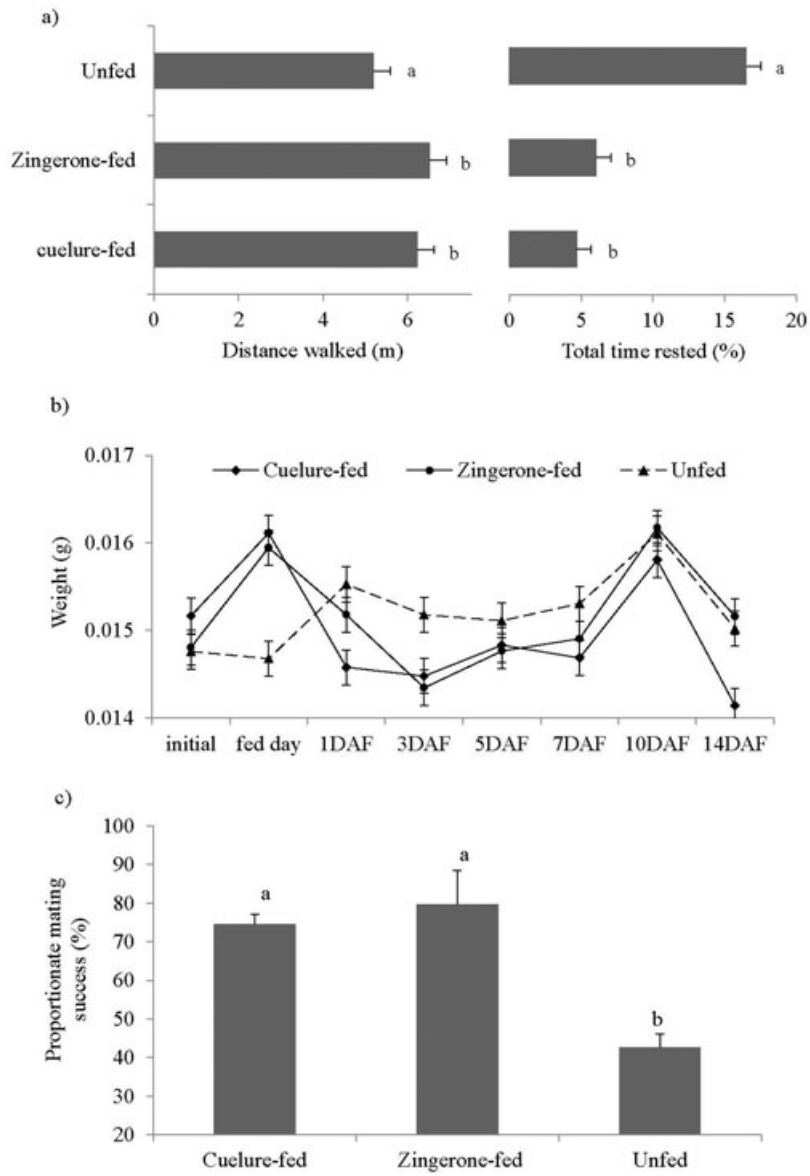 a)
Unfed
a
a
Zingerone-fed
b
b
cuelure-fed
b
b
0 2 4 6
0 5 10 15 20
Distance walked (m)
Total time rested (%)
b)
0.017
Cuelure-fed Zingerone-fed Unfed
0.016
0.015
0.014
Weight (g)
initial fed day 1DAF 3DAF 5DAF 7DAF 10DAF 14DAF
c)
100
90
80
70
60
50
40
30
20
Proportionate mating
success (%)
a
a
b
Cuelure-fed Zingerone-fed Unfed